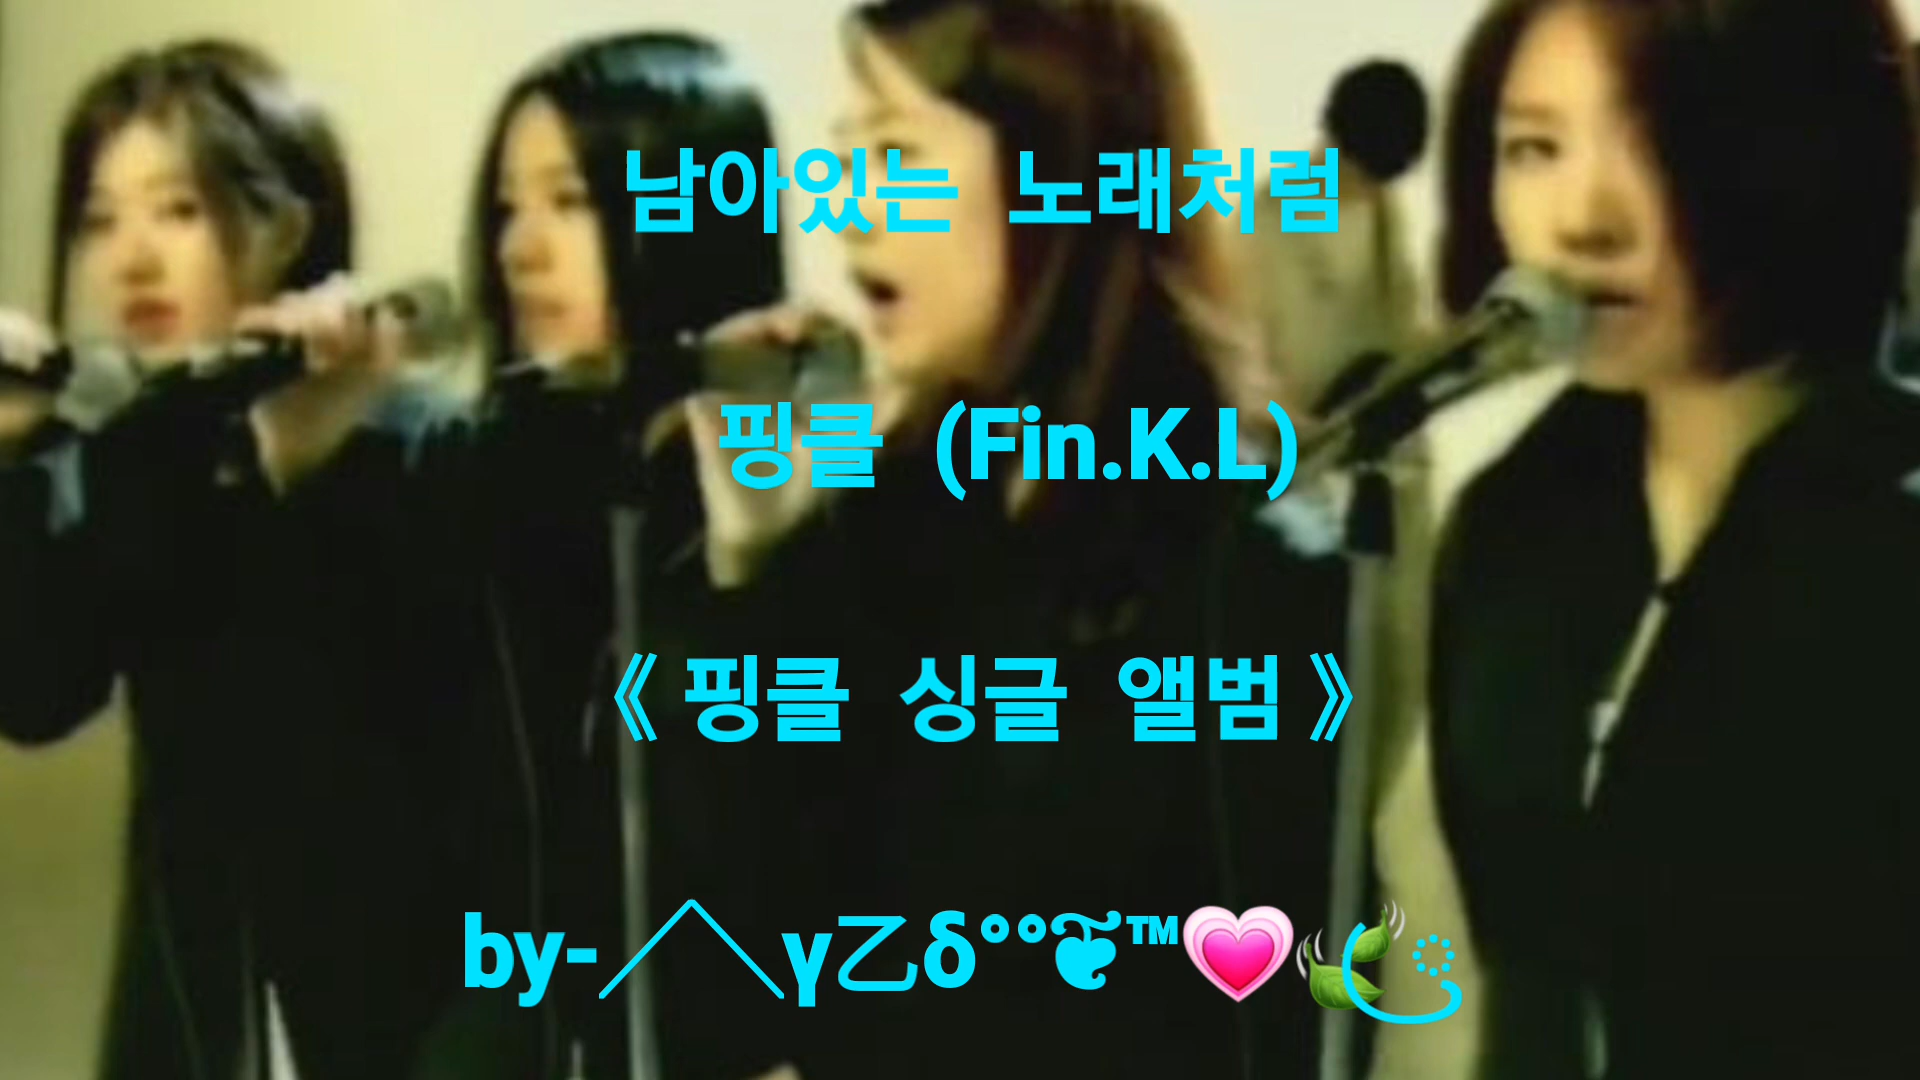 남아있는 노래처럼
핑클 (Fin.K.L)
《 핑클 싱글 앨범 》
by-╱╲γ乙δ°°❦™💗🍃